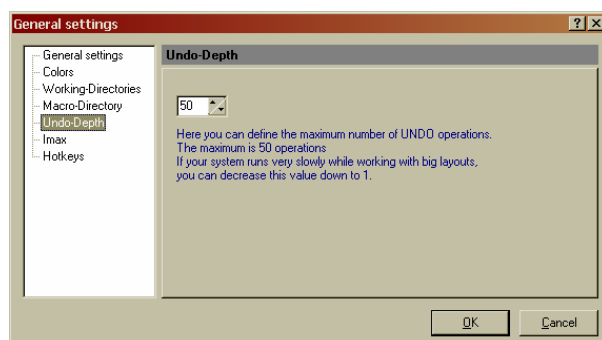 General settings
General settings
Colors
Working-Directories
Macro-Directory
Undo-Depth
Imax
Hotkeys
Undo-Depth
50
Here you can define the maximum number of UNDO operations.
The maximum is 50 operations
If your system runs very slowly while working with big layouts,
you can decrease this value down to 1.
OK
Cancel